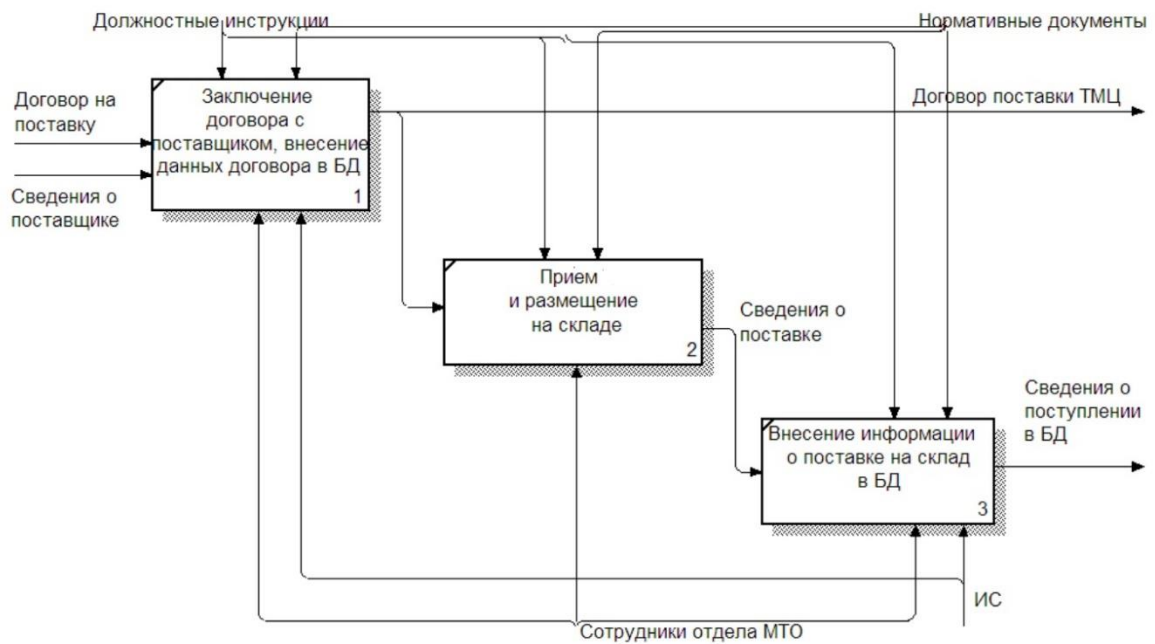 Должностные инструкции
Нормативные документы
Заключение
договора с
поставщиком, внесение
данных договора в БД
1
Договор на
поставку
Сведения о
поставщике
Договор поставки ТМЦ
Прием
и размещение
на складе
2
Сведения о
поставке
Внесение информации
о поставке на склад
в БД
3
Сведения о
поступлении
в БД
ИС
Сотрудники отдела МТО